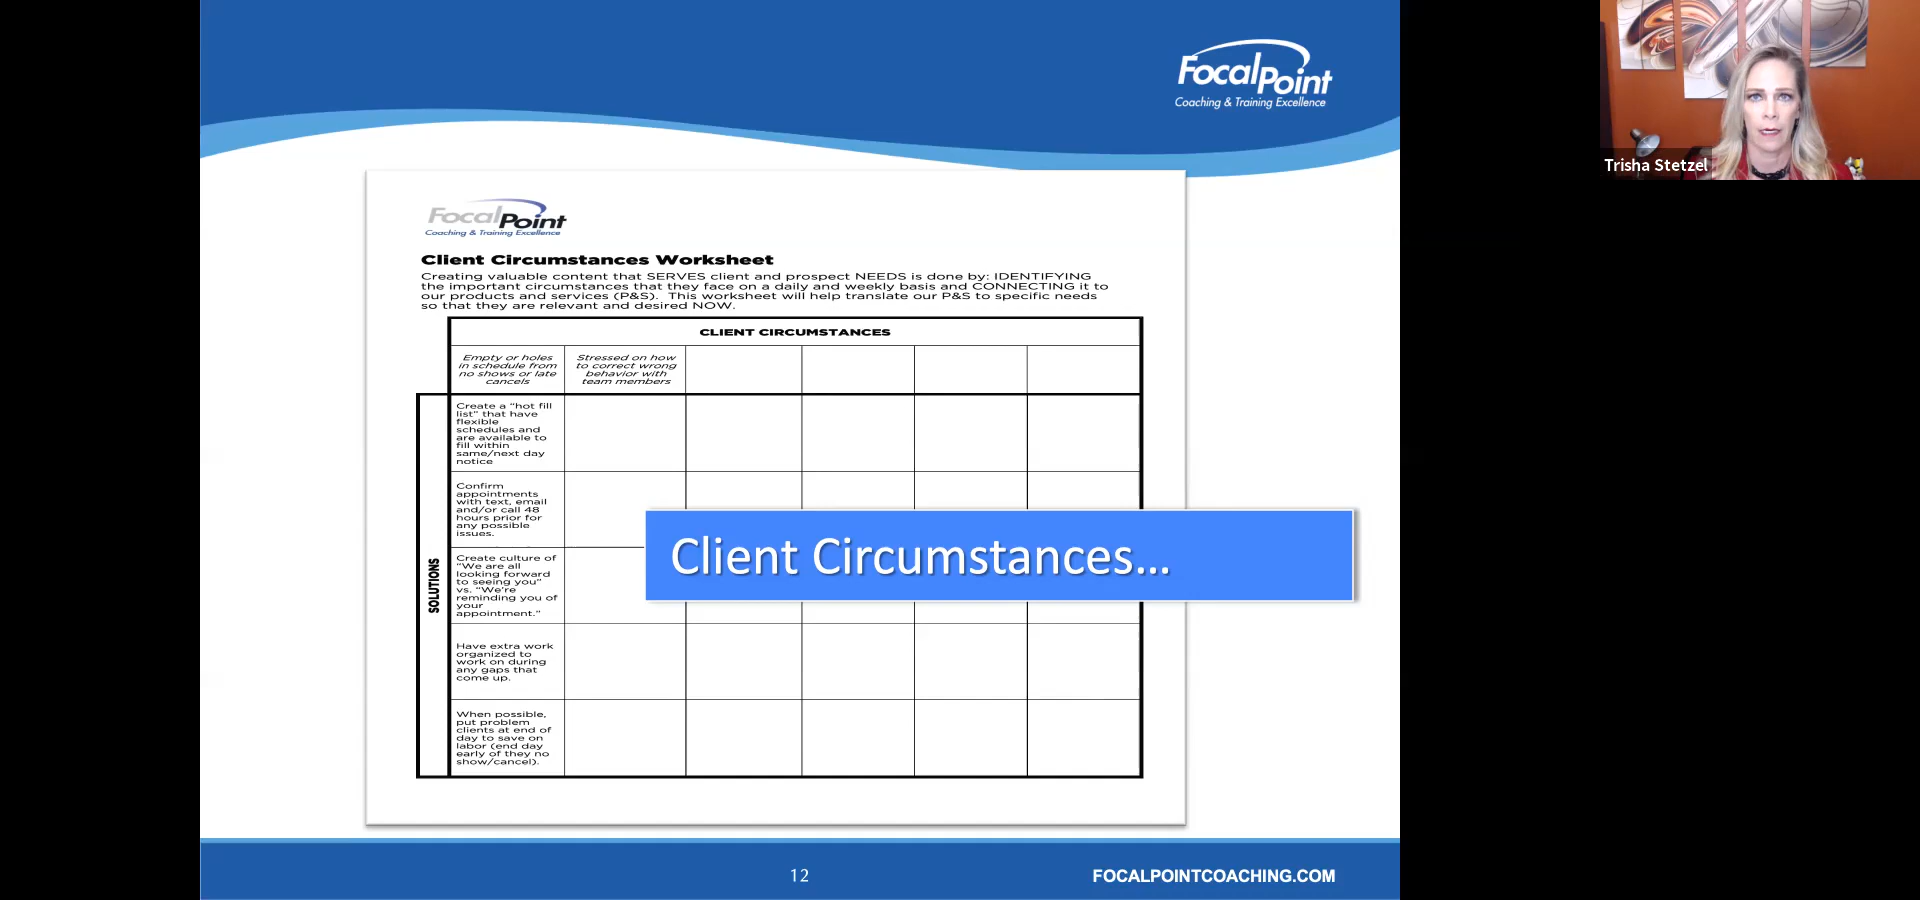 FocalPoint
Coaching & Training Excellence
Trisha Stetzel
FocalPoint
Coaching & Training Excellence
Client Circumstances Worksheet
Creating valuable content that SERVES client and prospect NEEDS is done by: IDENTIFYING
the important circumstances that they face on a daily and weekly basis and CONNECTING it to
our products and services (P&S).  This worksheet will help translate our P&S to specific needs
so that they are relevant and desired NOW.
CLIENT CIRCUMSTANCES
Empty or holes
in schedule from
no shows or late
cancels
Stressed on how
to correct wrong
behavior with
team members
SOLUTIONS
Create a "hot fill
list" that have
flexible
schedules and
are available to
fill within
same/next day
notice
Confirm
appointments
with text, email
and/or call 48
hours prior for
any possible
issues.
Create culture of
"We are all
looking forward
to seeing you"
vs. "We're
reminding you of
your
appointment."
Have extra work
organized to
work on during
any gaps that
come up.
When possible,
put problem
clients at end of
day to save on
labor (end day
early of they no
show/cancel).
Client Circumstances...
12
FOCALPOINTCOACHING.COM